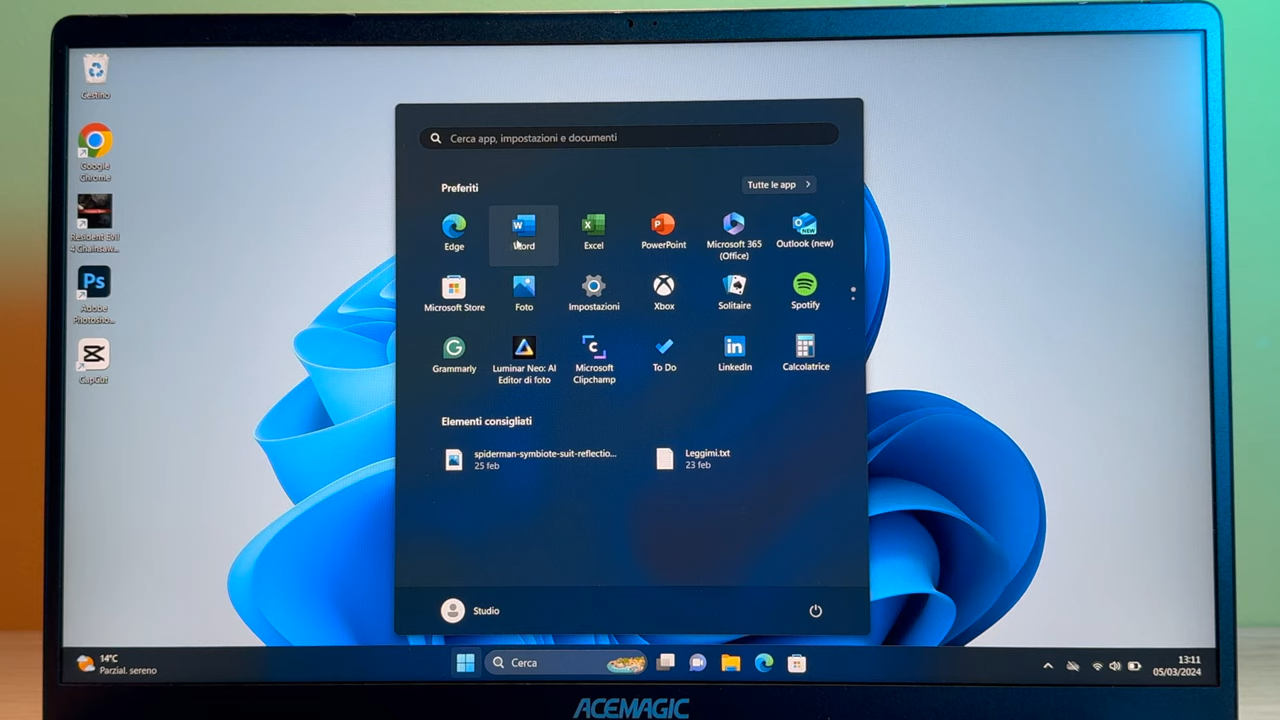 Cestino
Google
Chrome
Resident Evil
4 Chainsaw...
Ps
Adobe
Photosho...
CapCut
Cerca app, impostazioni e documenti
Preferiti
Tutte le app
Edge
Word
Excel
PowerPoint
Microsoft 365
(Office)
NEW
Outlook (new)
Microsoft Store
Foto
Impostazioni
Xbox
Solitaire
Spotify
Grammarly
Luminar Neo: AI
Editor di foto
Microsoft
Clipchamp
To Do
LinkedIn
Calcolatrice
Elementi consigliati
spiderman-symbiote-suit-reflectio...
25 feb
Leggimi.txt
23 feb
Studio
14°C
Parzial. sereno
Cerca
13:11
05/03/2024
ACEMAGIC